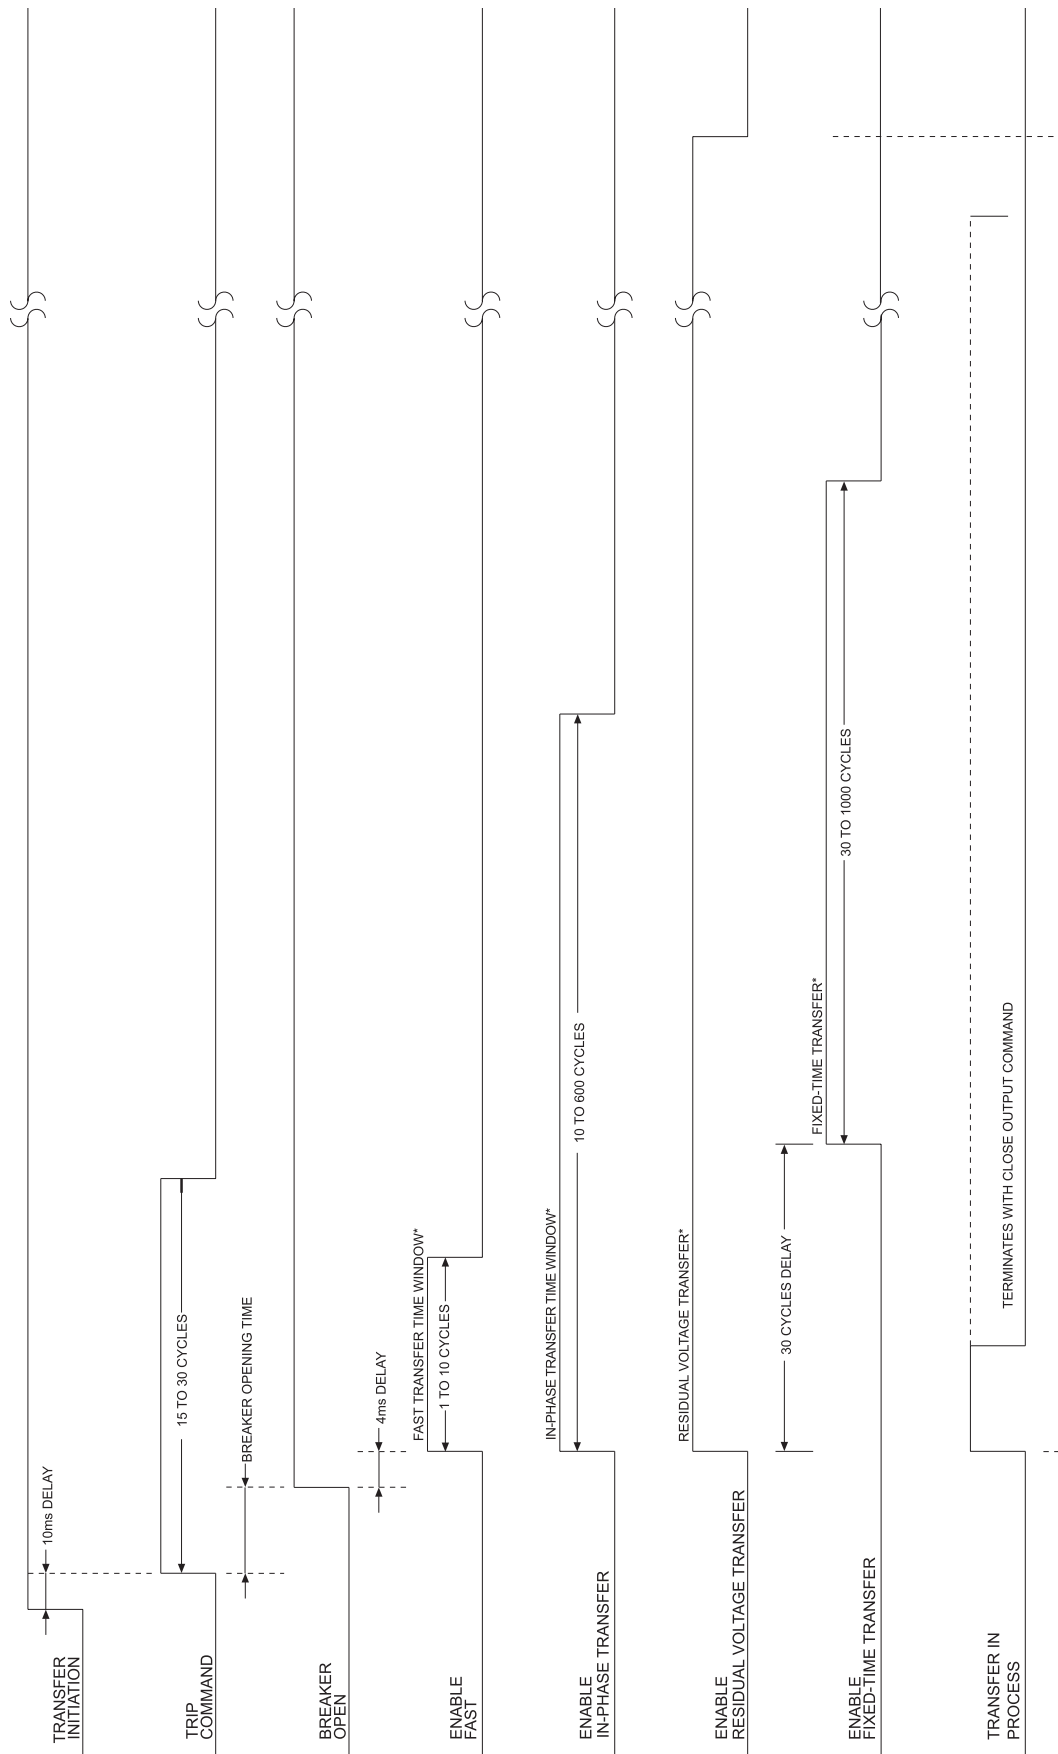 TRANSFER
INITIATION
10ms DELAY
TRIP
COMMAND
15 TO 30 CYCLES
BREAKER OPENING TIME
BREAKER
OPEN
4ms DELAY
ENABLE
FAST
FAST TRANSFER TIME WINDOW*
1 TO 10 CYCLES
ENABLE
IN-PHASE TRANSFER
IN-PHASE TRANSFER TIME WINDOW*
10 TO 600 CYCLES
ENABLE
RESIDUAL VOLTAGE TRANSFER
RESIDUAL VOLTAGE TRANSFER*
30 CYCLES DELAY
ENABLE
FIXED-TIME TRANSFER
FIXED-TIME TRANSFER*
30 TO 1000 CYCLES
TRANSFER IN
PROCESS
TERMINATES WITH CLOSE OUTPUT COMMAND